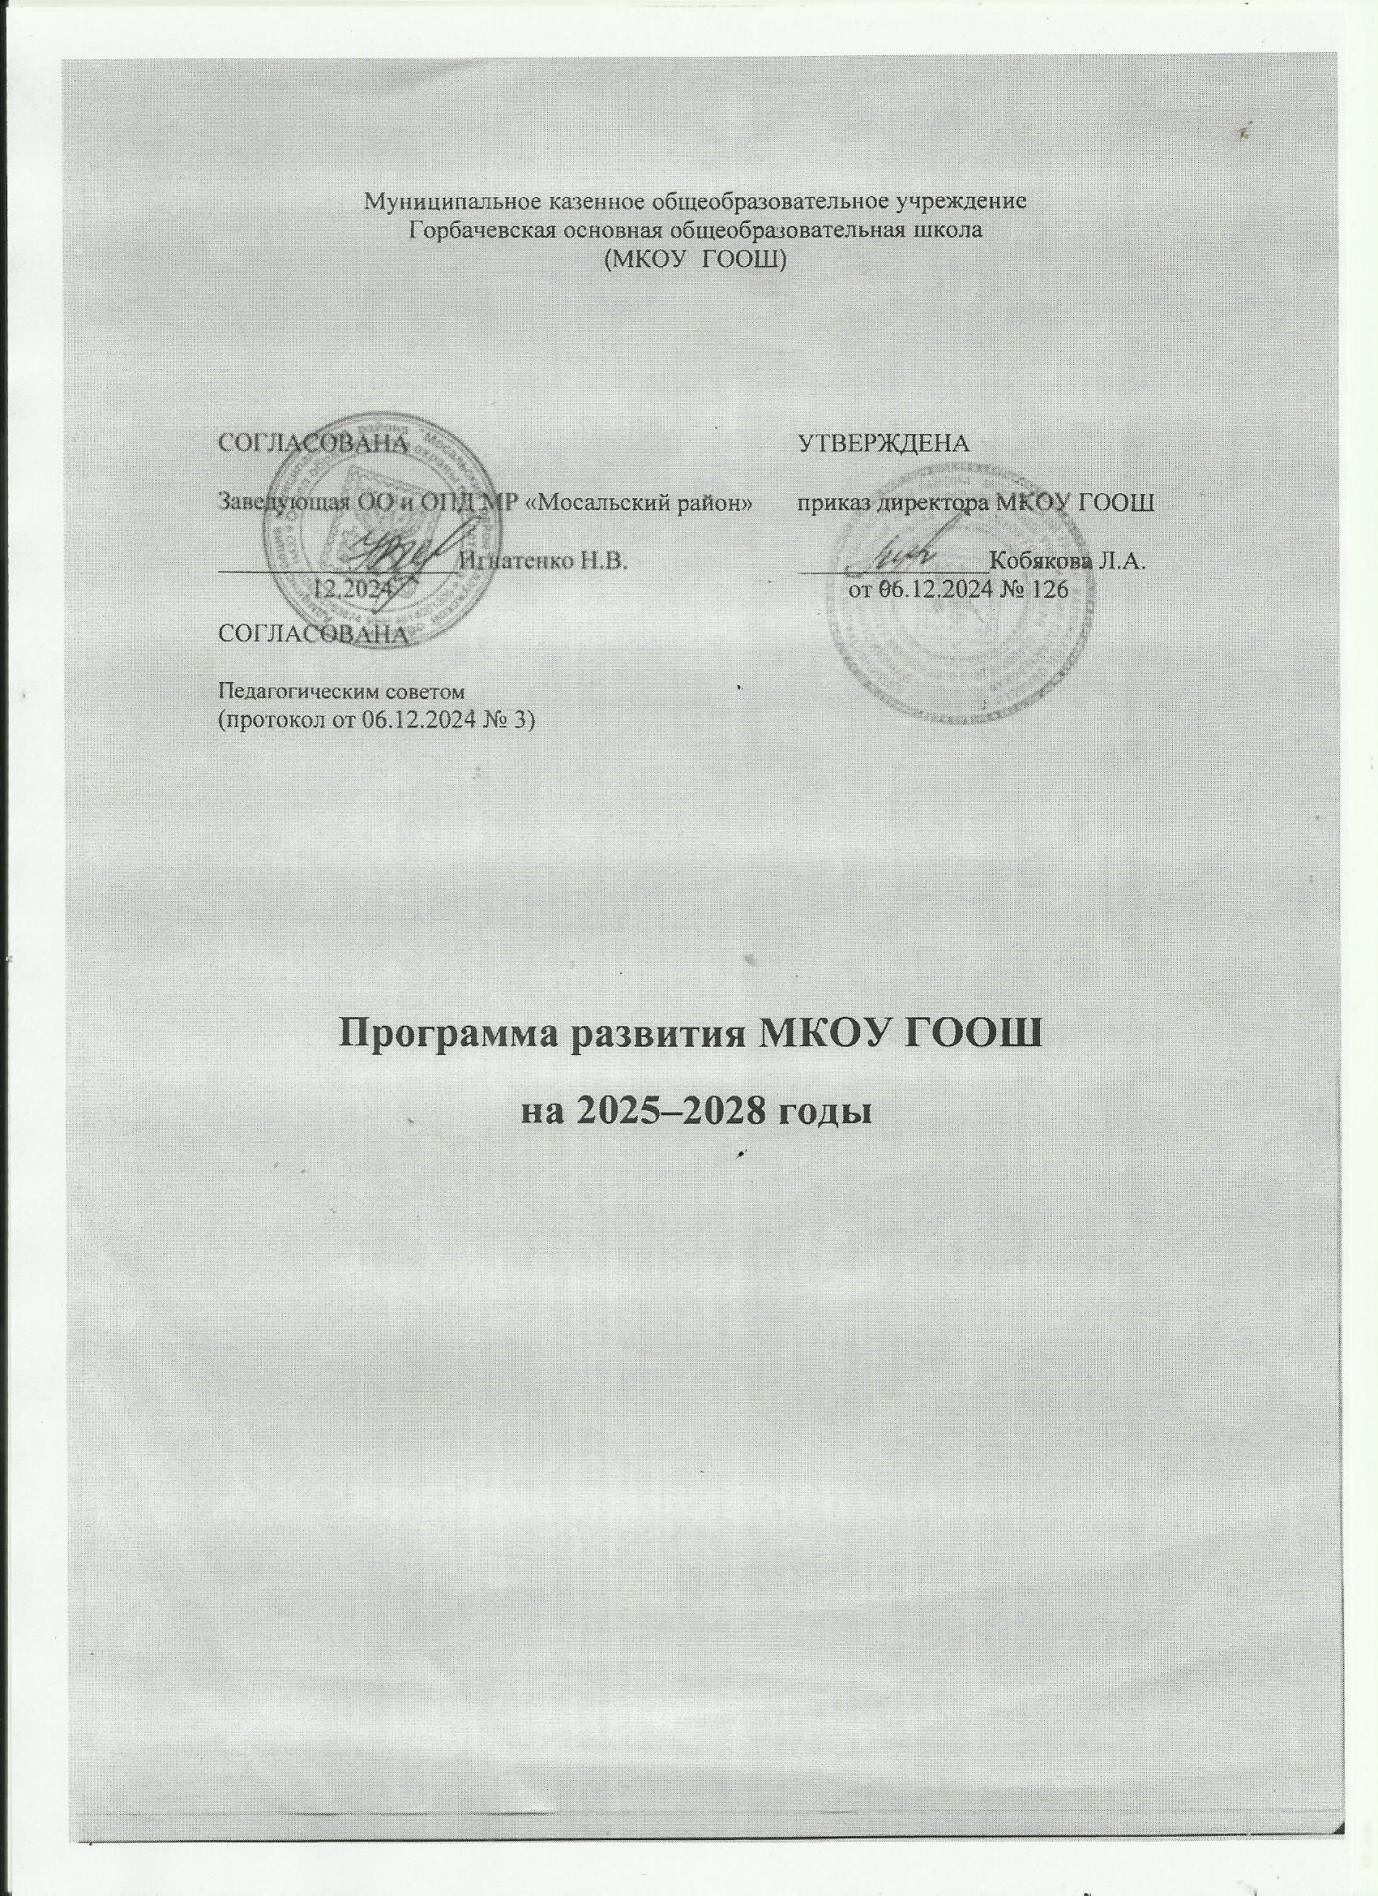 Муниципальное казенное общеобразовательное учреждение
Горбачевская основная общеобразовательная школа
(МКОУ ГООШ)
СОГЛАСОВАНА
Заведующая ОО и ОПД МР «Мосальский район»
Игнатенко Н.В.
12.2024
СОГЛАСОВАНА
Педагогическим советом
(протокол от 06.12.2024 № 3)
УТВЕРЖДЕНА
приказ директора МКОУ ГООШ
Кобякова Л.А.
от 06.12.2024 № 126
Программа развития МКОУ ГООШ
на 2025–2028 годы